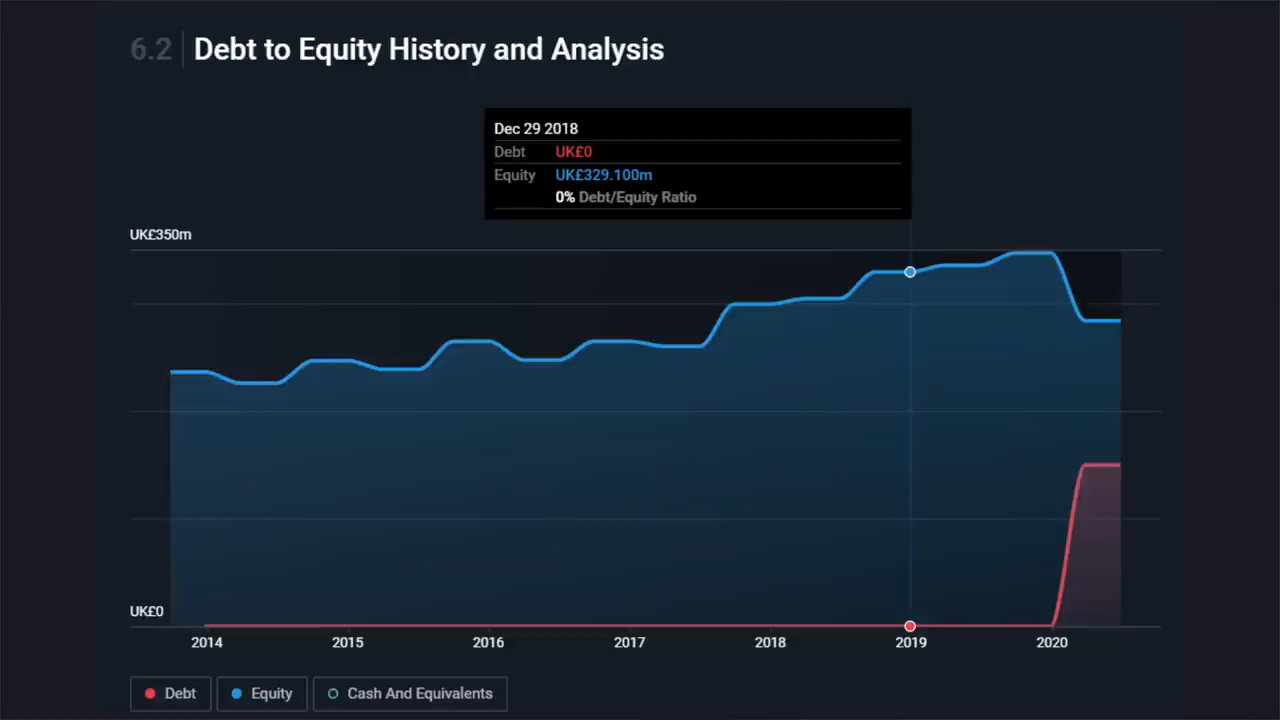 6.2 Debt to Equity History and Analysis
Dec 29 2018
Debt UK£0
Equity UK£329.100m
0% Debt/Equity Ratio
UK£350m
UK£0
2014 2015 2016 2017 2018 2019 2020
Debt Equity Cash And Equivalents